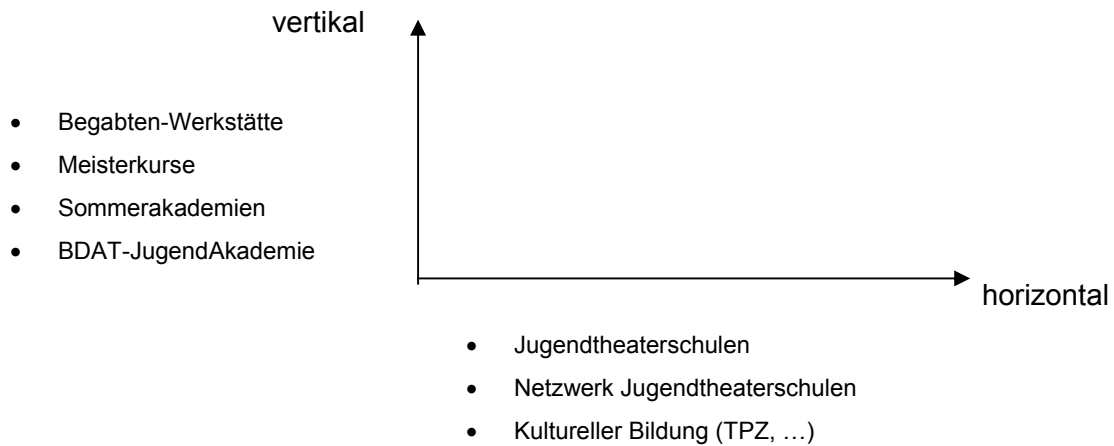 vertikal
• Begabten-Werkstätte
• Meisterkurse
• Sommerakademien
• BDAT-JugendAkademie
horizontal
• Jugendtheaterschulen
• Netzwerk Jugendtheaterschulen
• Kultureller Bildung (TPZ, …)